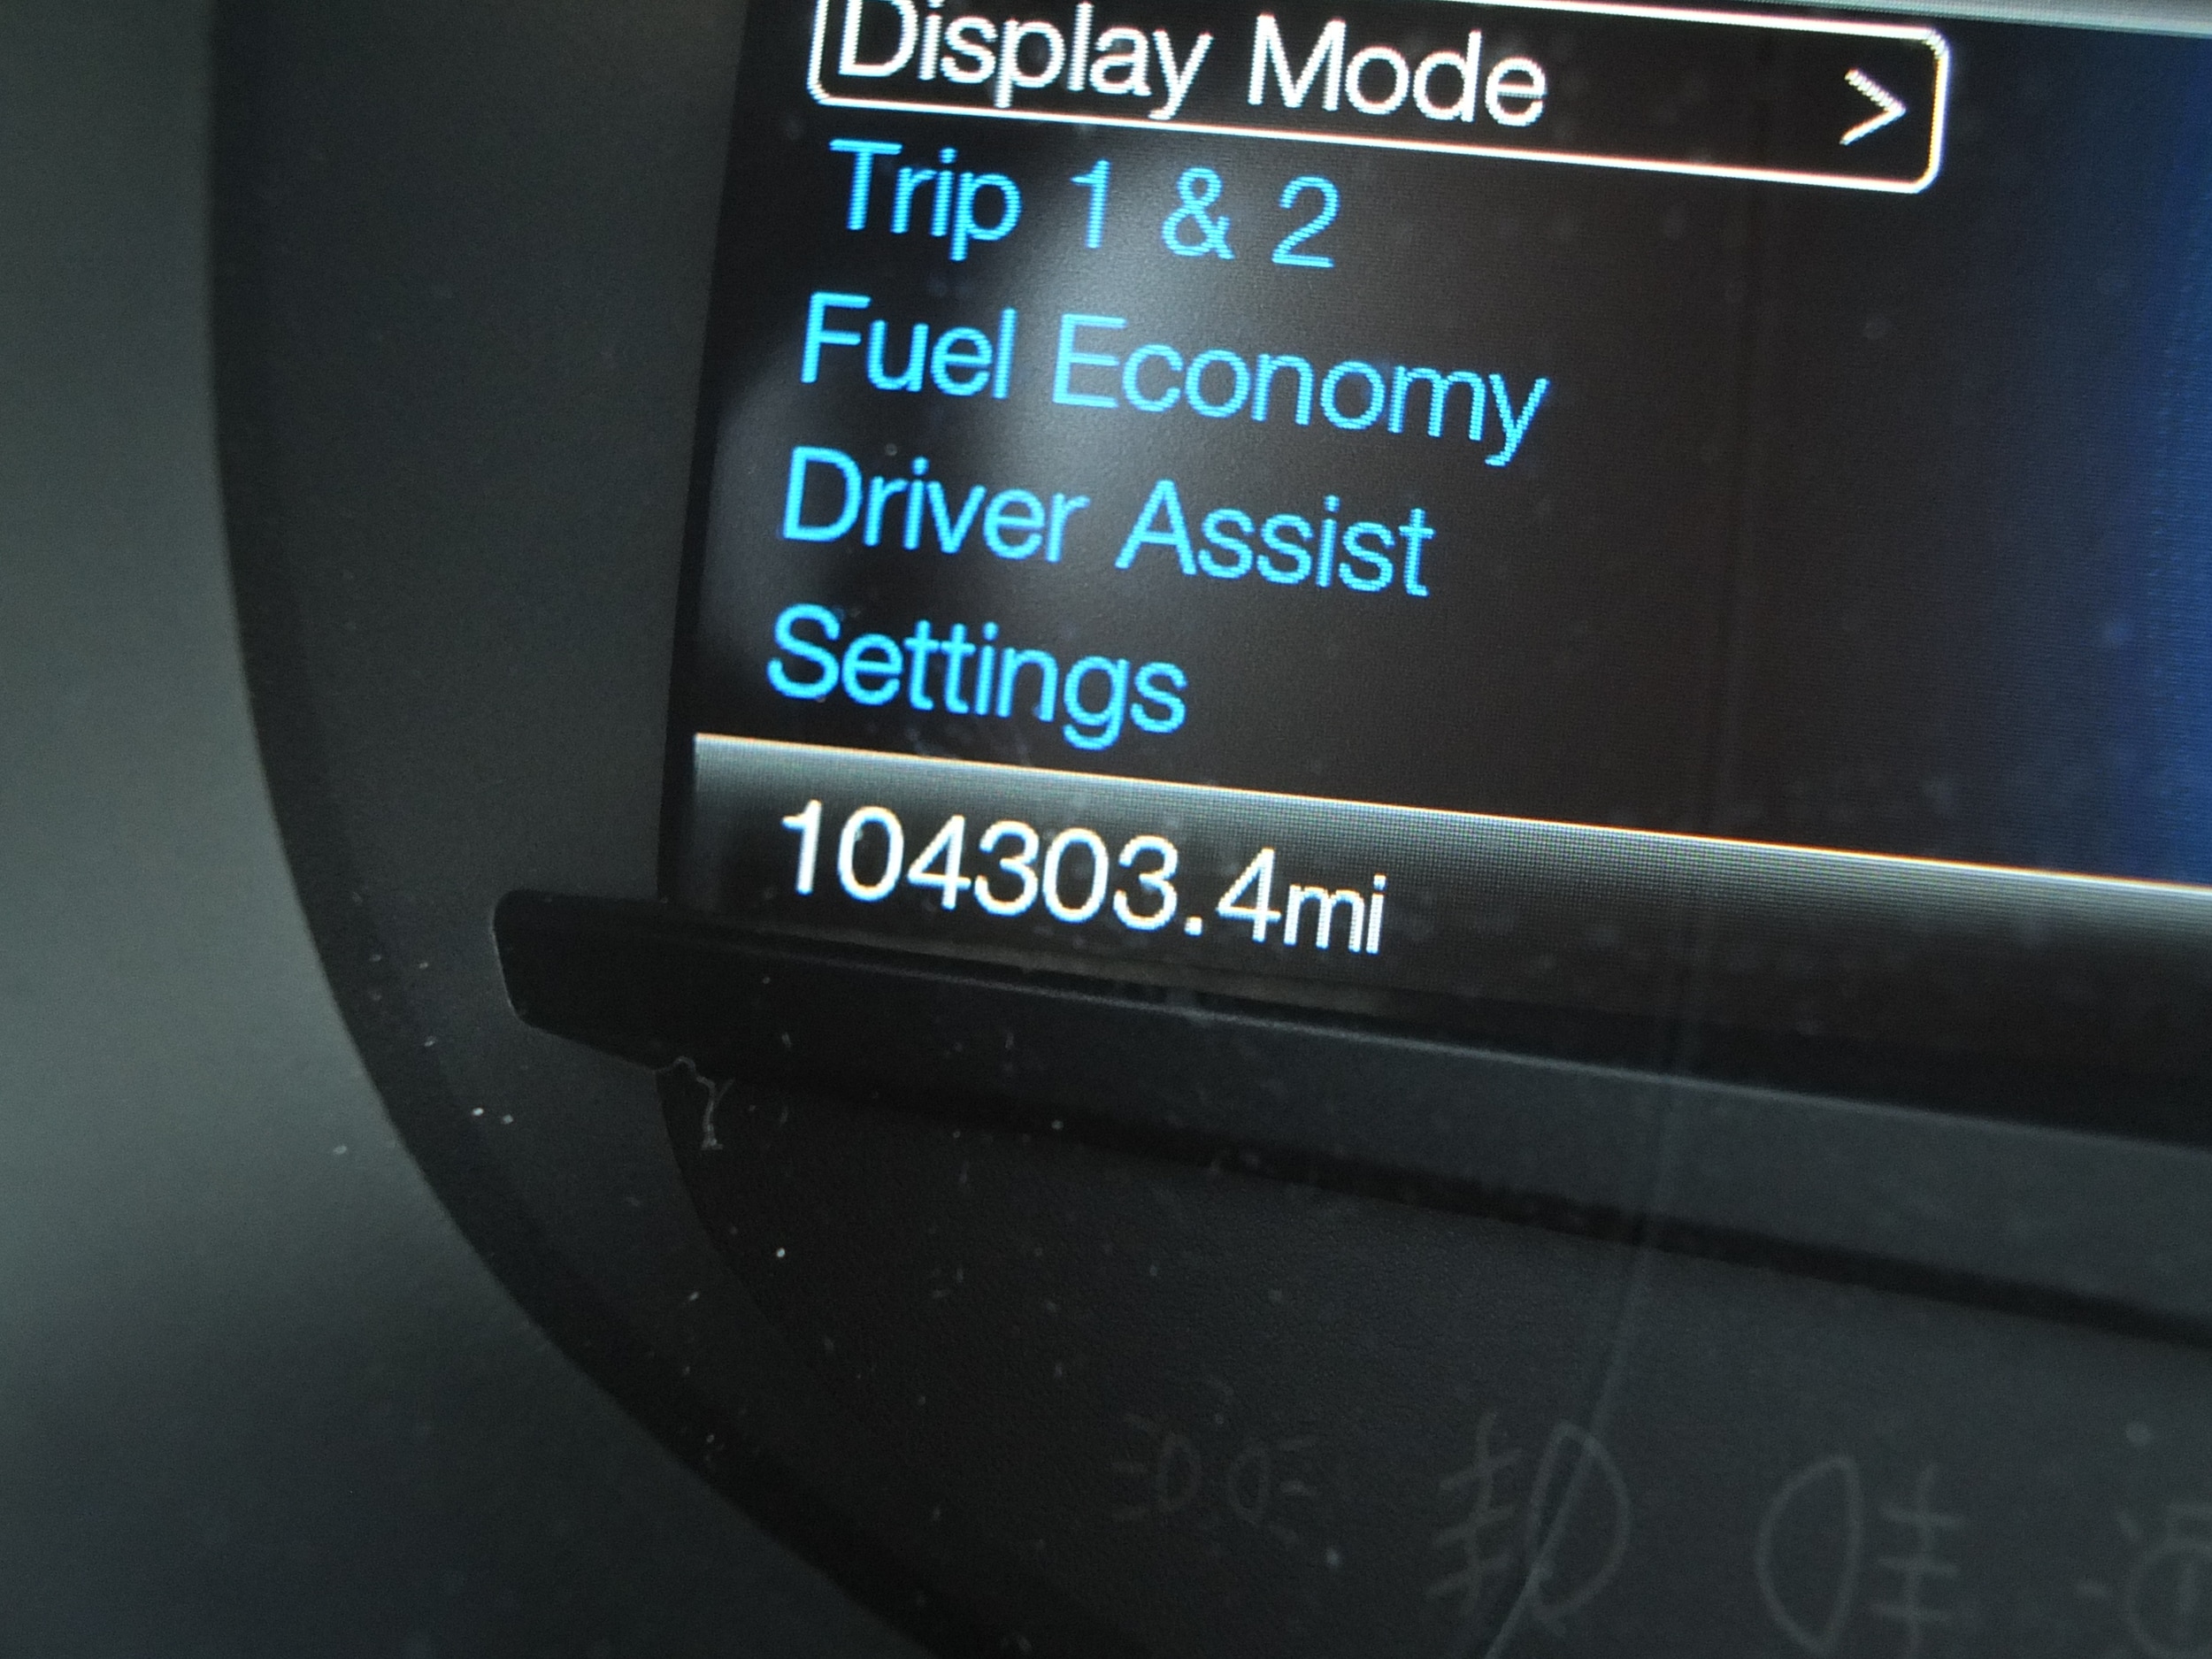 Display Mode >
Trip 1 & 2
Fuel Economy
Driver Assist
Settings
104303.4mi